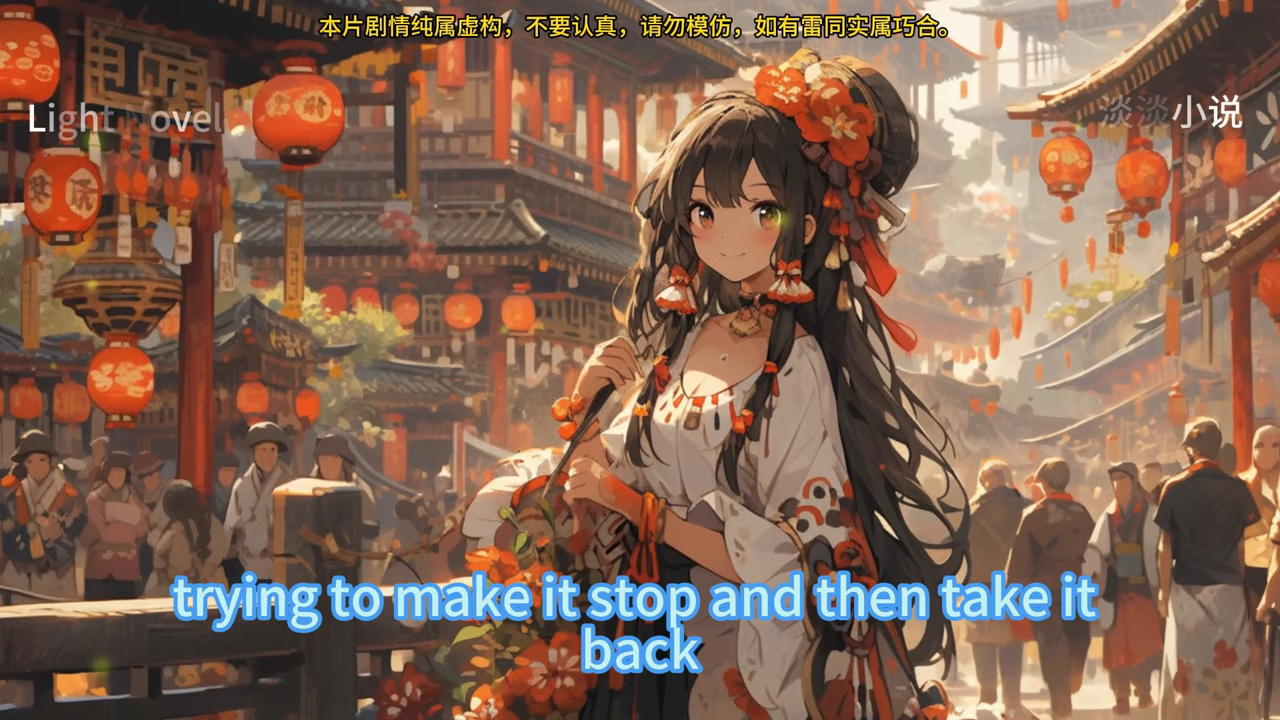 本片剧情纯属虚构，不要认真，请勿模仿，如有雷同实属巧合。
Light Novel
淡淡小说
trying to make it stop and then take it
back